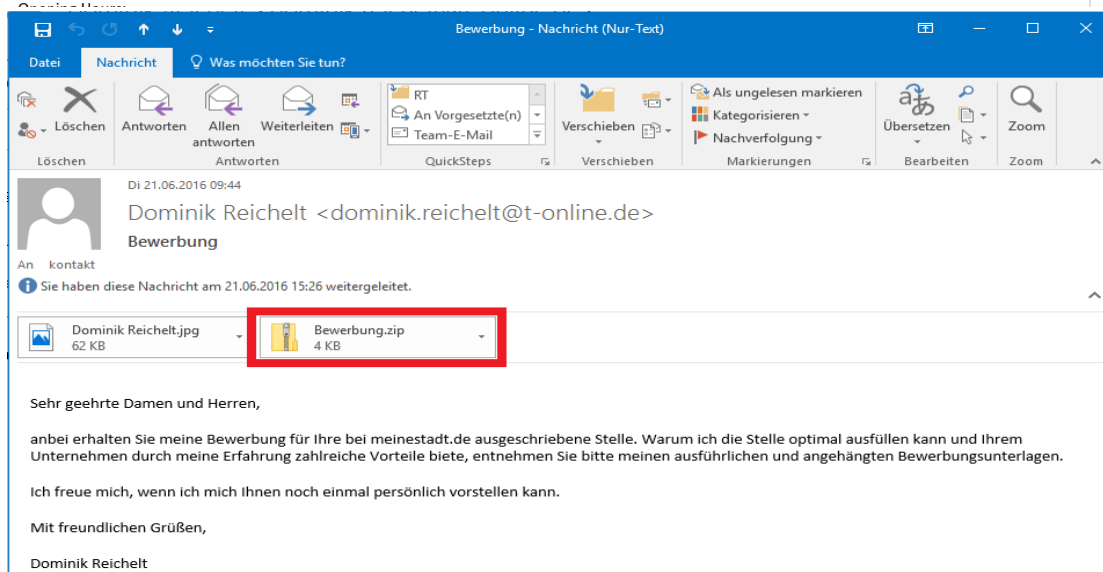 Opening Hours:
Bewerbung - Nachricht (Nur-Text)
Datei Nachricht Was möchten Sie tun?
Löschen
Antworten
Allen antworten
Weiterleiten
RT
An Vorgesetzte(n)
Team-E-Mail
Verschieben
Als ungelesen markieren
Kategorisieren
Nachverfolgung
Übersetzen
Zoom
Löschen Antworten QuickSteps Verschieben Markierungen Bearbeiten Zoom
Di 21.06.2016 09:44
Dominik Reichelt <dominik.reichelt@t-online.de>
Bewerbung
An kontakt
Sie haben diese Nachricht am 21.06.2016 15:26 weitergeleitet.
Dominik Reichelt.jpg
62 KB
Bewerbung.zip
4 KB
Sehr geehrte Damen und Herren,
anbei erhalten Sie meine Bewerbung für Ihre bei meinestadt.de ausgeschriebene Stelle. Warum ich die Stelle optimal ausfüllen kann und Ihrem
Unternehmen durch meine Erfahrung zahlreiche Vorteile biete, entnehmen Sie bitte meinen ausführlichen und angehängten Bewerbungsunterlagen.
Ich freue mich, wenn ich mich Ihnen noch einmal persönlich vorstellen kann.
Mit freundlichen Grüßen,
Dominik Reichelt